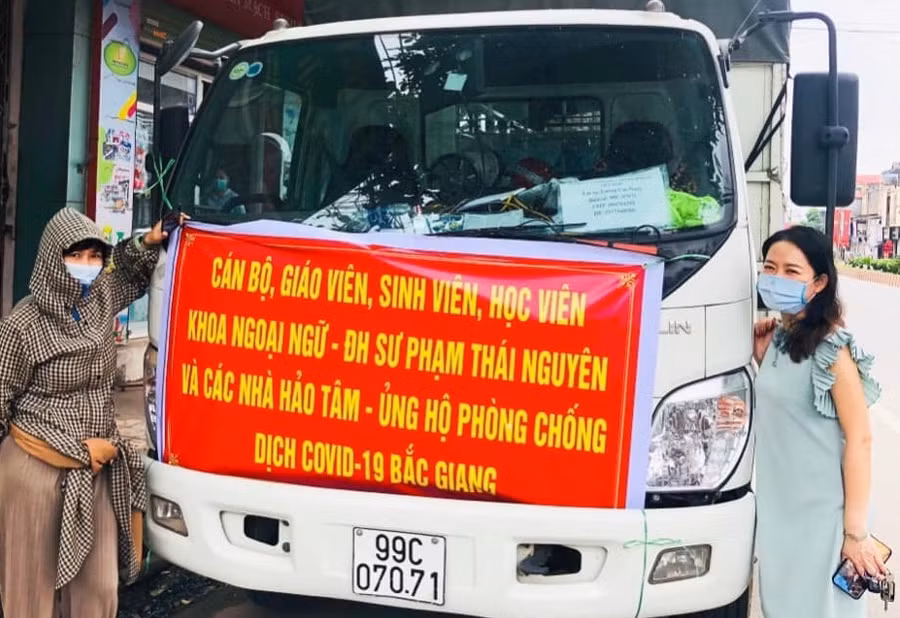 CÁN BỘ, GIÁO VIÊN, SINH VIÊN, HỌC VIÊN
KHOA NGOẠI NGỮ - ĐH SƯ PHẠM THÁI NGUYÊN
VÀ CÁC NHÀ HẢO TÂM - ỦNG HỘ PHÒNG CHỐNG
DỊCH COVID-19 BẮC GIANG
LIN
99C
070.71